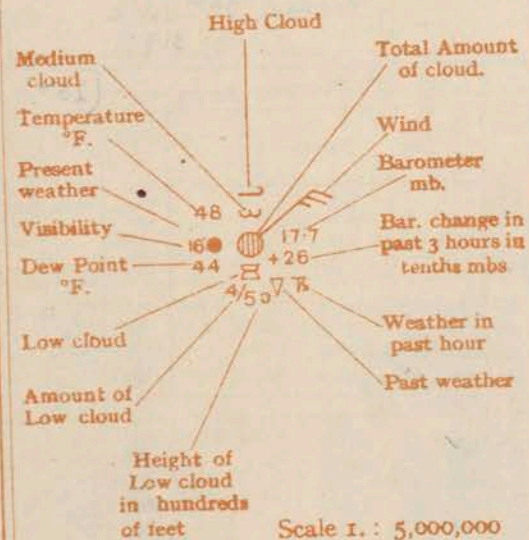 High Cloud
Medium
cloud
Total Amount
of cloud.
Temperature
°F.
Wind
Present
weather
Barometer
mb.
48
Visibility
16
17.7
Bar. change in
past 3 hours in
tenths mbs
+26
Dew Point
°F.
44
4/50
Low cloud
Weather in
past hour
Amount of
Low cloud
Past weather
Height of
Low cloud
in hundreds
of feet
Scale 1. : 5,000,000